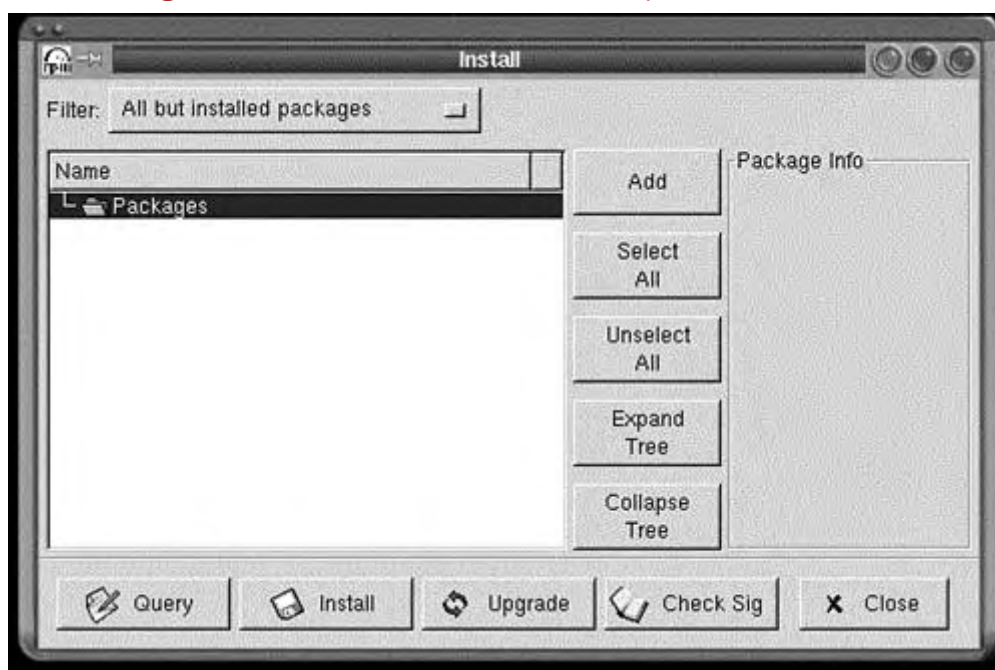 Install
Filter: All but installed packages
Name
Packages
Add
Select
All
Unselect
All
Expand
Tree
Collapse
Tree
Package Info
Query
Install
Upgrade
Check Sig
Close